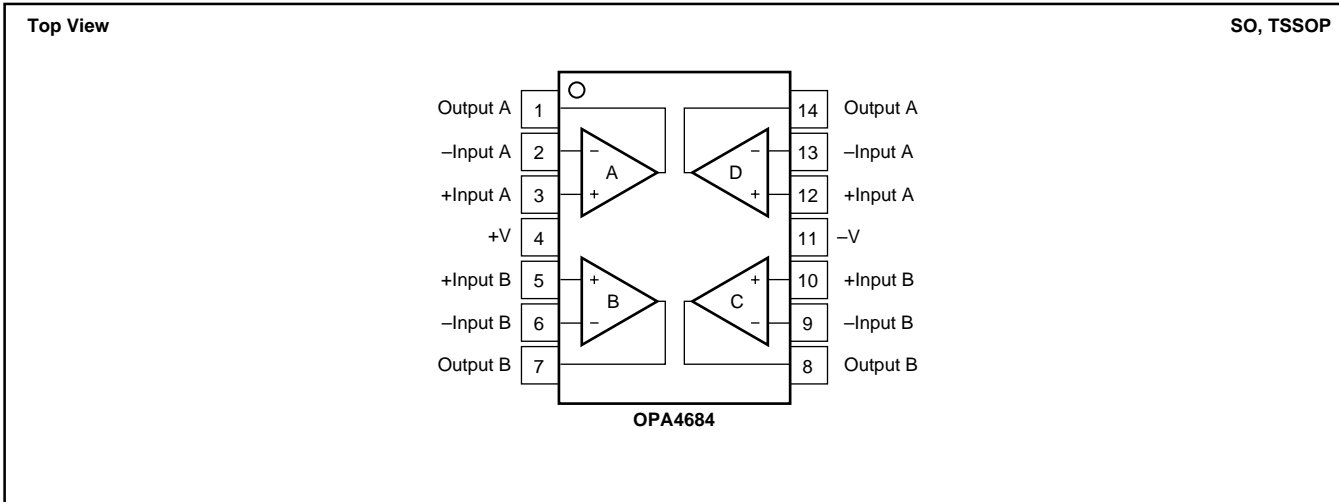 Top View SO, TSSOP
Output A 1 14 Output A
–Input A 2 – – 13 –Input A
A D
+Input A 3 + + 12 +Input A
+V 4 11 –V
+Input B 5 + + 10 +Input B
B C
–Input B 6 – – 9 –Input B
Output B 7 8 Output B
OPA4684